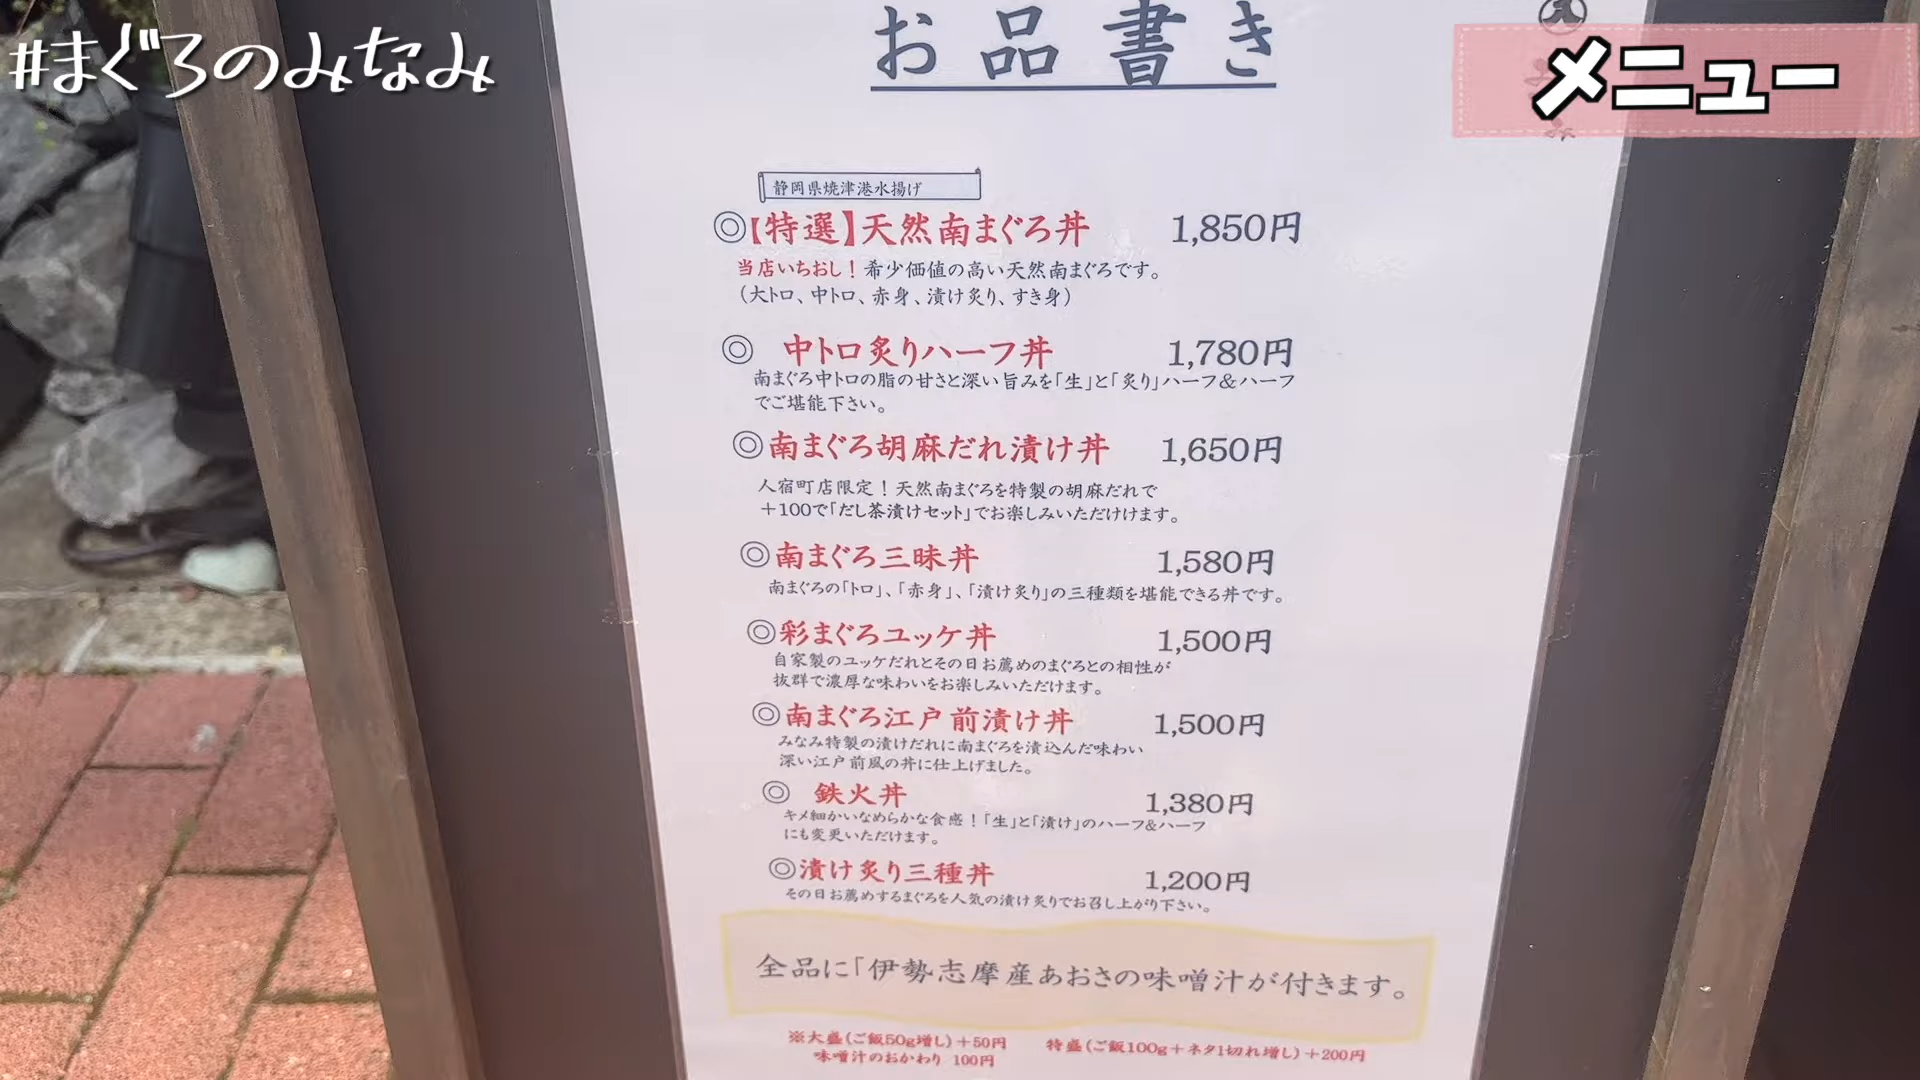 #まぐろのみなみ
メニュー
お品書き
静岡県焼津港水揚げ
◎【特選】天然南まぐろ丼 1,850円
当店いちおし!希少価値の高い天然南まぐろです。
(大トロ、中トロ、赤身、漬け炙り、すき身)
◎ 中トロ炙りハーフ丼 1,780円
南まぐろ中トロの脂の甘さと深い旨みを「生」と「炙り」ハーフ&ハーフ
でご堪能下さい。
◎南まぐろ胡麻だれ漬け丼 1,650円
人宿町店限定!天然南まぐろを特製の胡麻だれで
+100で「だし茶漬けセット」でお楽しみいただけけます。
◎南まぐろ三昧丼 1,580円
南まぐろの「トロ」、「赤身」、「漬け炙り」の三種類を堪能できる丼です。
◎彩まぐろユッケ丼 1,500円
自家製のユッケだれとその日お薦めのまぐろとの相性が
抜群で濃厚な味わいをお楽しみいただけます。
◎南まぐろ江戸前漬け丼 1,500円
みなみ特製の漬けだれに南まぐろを漬込んだ味わい
深い江戸前風の丼に仕上げました。
◎ 鉄火丼 1,380円
キメ細かいなめらかな食感!「生」と「漬け」のハーフ&ハーフ
にも変更いただけます。
◎漬け炙り三種丼 1,200円
その日お薦めするまぐろを人気の漬け炙りでお召し上がり下さい。
全品に「伊勢志摩産あおさの味噌汁が付きます。
※大盛(ご飯50g増し)+50円 特盛(ご飯100g+ネタ1切れ増し)+200円
味噌汁のおかわり 100円